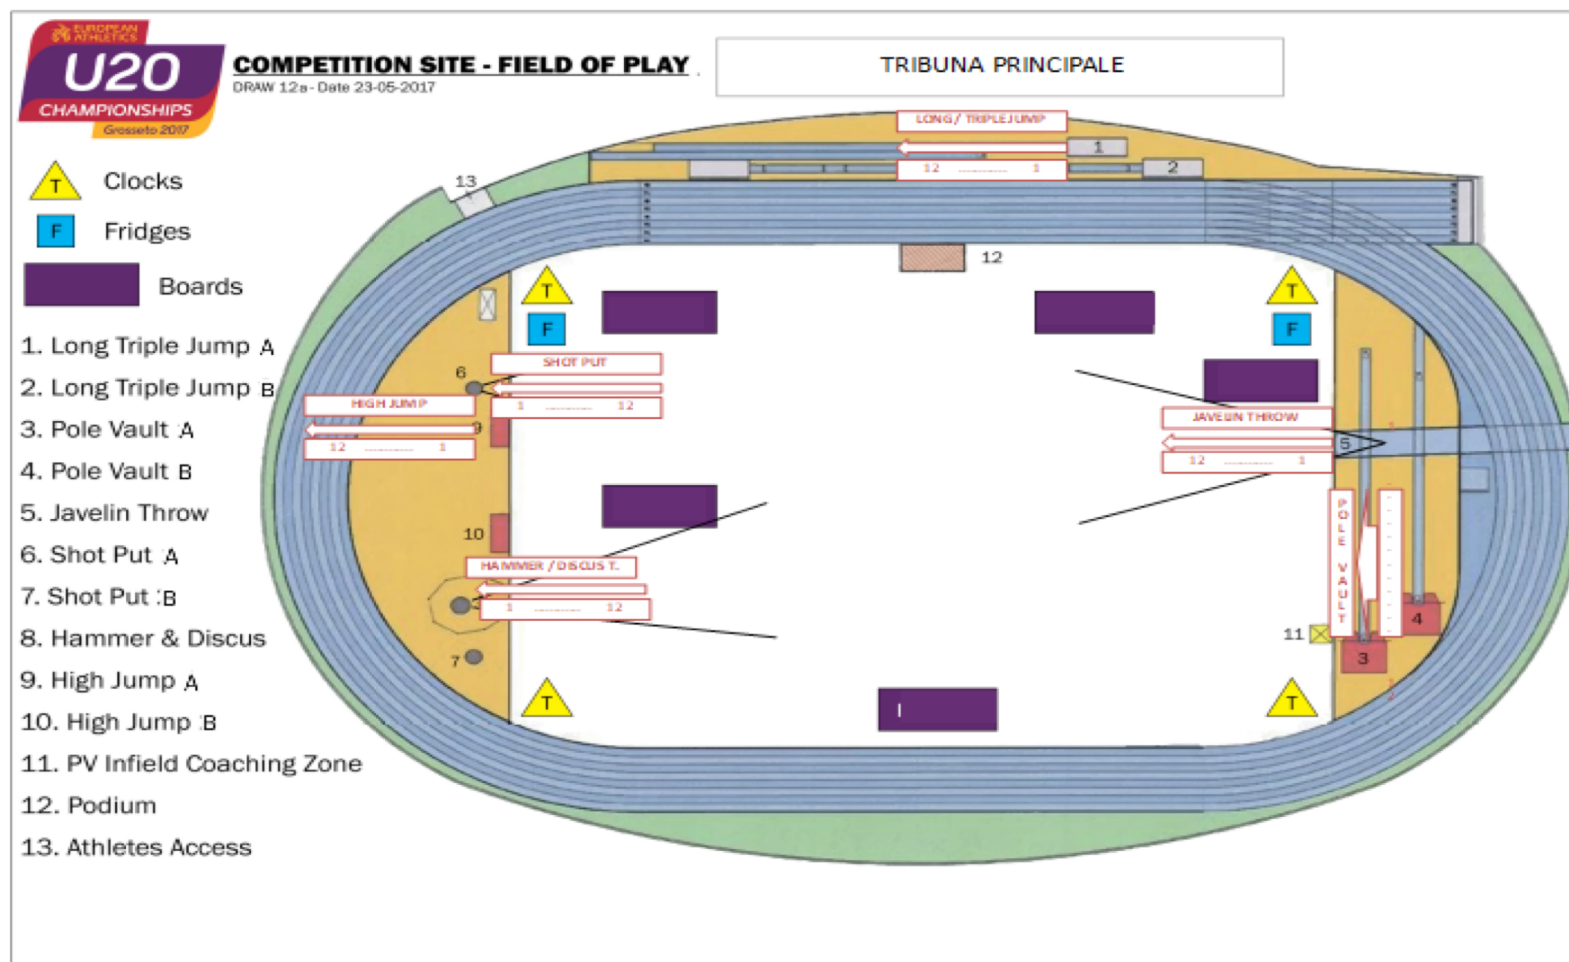 EUROPEAN
ATHLETICS
U20
CHAMPIONSHIPS
Grosseto 2017
COMPETITION SITE - FIELD OF PLAY
DRAW 12a- Date 23-05-2017
TRIBUNA PRINCIPALE
T Clocks
F Fridges
Boards
1. Long Triple Jump A
2. Long Triple Jump B
3. Pole Vault A
4. Pole Vault B
5. Javelin Throw
6. Shot Put A
7. Shot Put B
8. Hammer & Discus
9. High Jump A
10. High Jump B
11. PV Infield Coaching Zone
12. Podium
13. Athletes Access
LONG / TRIPLE JUMP
1
12 ............... 1
2
13
12
T
T
F
F
SHOT PUT
6
1 ............... 12
HIGH JUMP
9
12 ............... 1
JAVELIN THROW
5
12 ............... 1
1
POLE VAULT
10
HAMMER / DISCUS T.
1 ............... 12
7
11
4
3
12
T
T